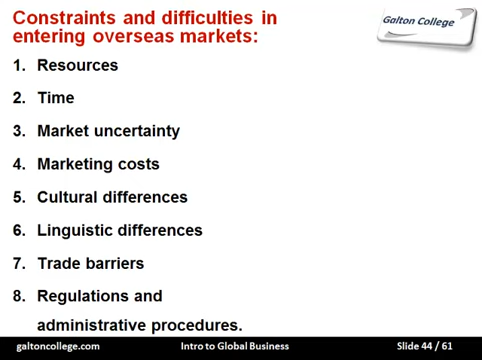 Constraints and difficulties in
entering overseas markets:
Galton College
1. Resources
2. Time
3. Market uncertainty
4. Marketing costs
5. Cultural differences
6. Linguistic differences
7. Trade barriers
8. Regulations and
administrative procedures.
galtoncollege.com Intro to Global Business Slide 44 / 61